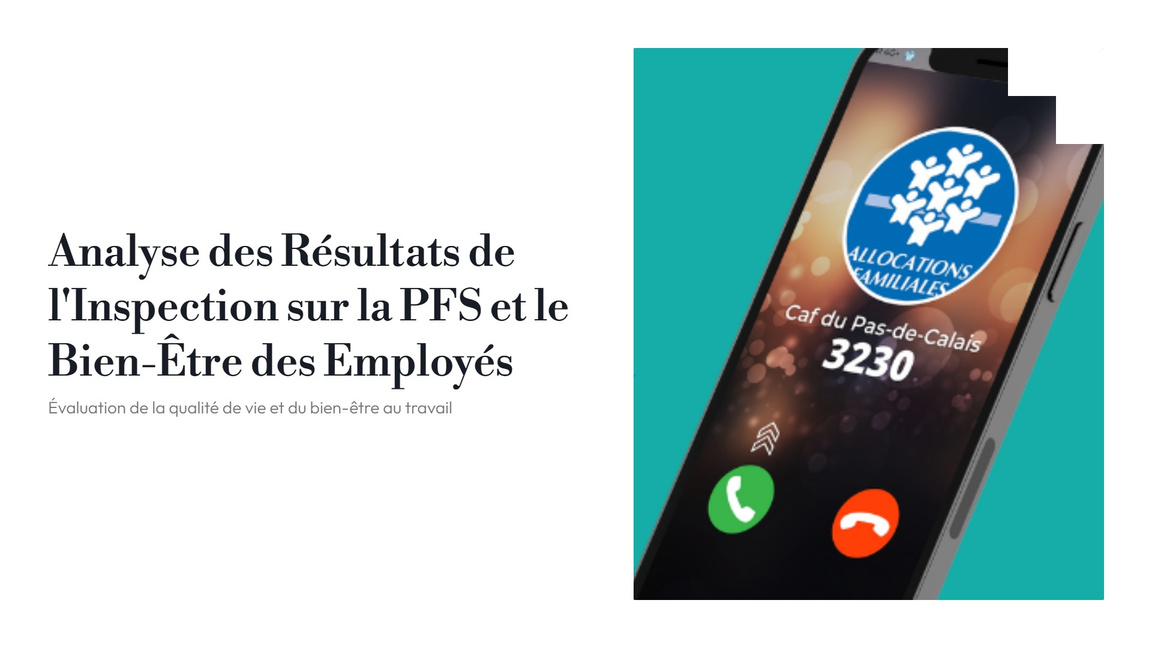 Analyse des Résultats de
l'Inspection sur la PFS et le
Bien-Être des Employés
Évaluation de la qualité de vie et du bien-être au travail
ALLOCATIONS
FAMILIALES
Caf du Pas-de-Calais
3230